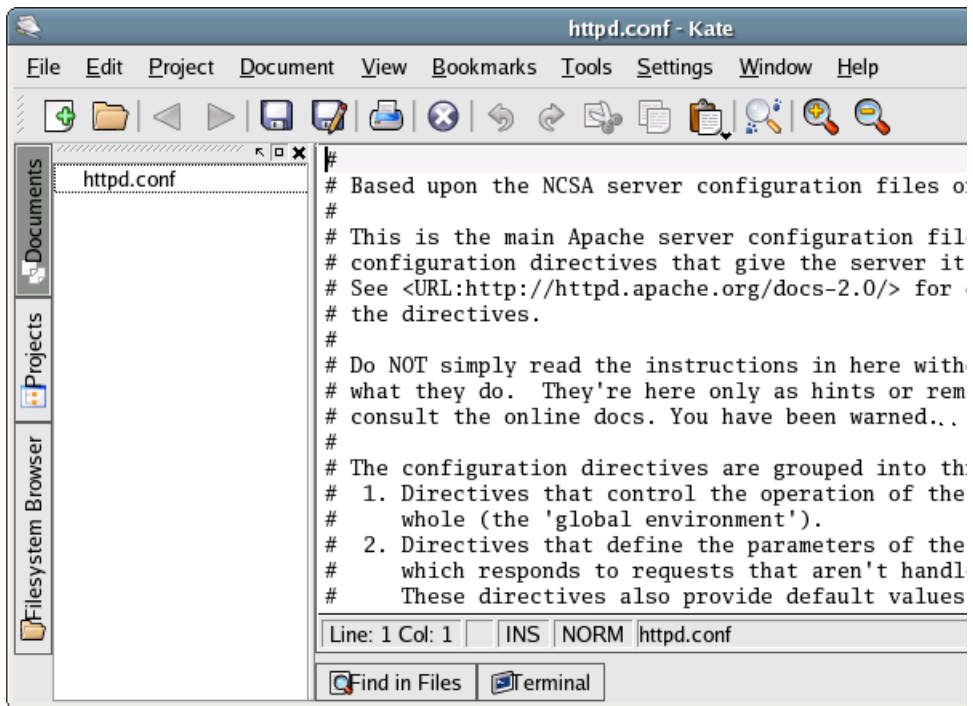 httpd.conf - Kate
File Edit Project Document View Bookmarks Tools Settings Window Help
Documents
Projects
Filesystem Browser
httpd.conf
#
# Based upon the NCSA server configuration files
#
# This is the main Apache server configuration
# configuration directives that give the server it
# See <URL:http://httpd.apache.org/docs-2.0/> for
# the directives.
#
# Do NOT simply read the instructions in here
# what they do.  They're here only as hints or
# consult the online docs. You have been warned...
#
# The configuration directives are grouped into
#  1. Directives that control the operation of the
#     whole (the 'global environment').
#  2. Directives that define the parameters of the
#     which responds to requests that aren't
#     These directives also provide default values
Line: 1 Col: 1 INS NORM httpd.conf
Find in Files Terminal